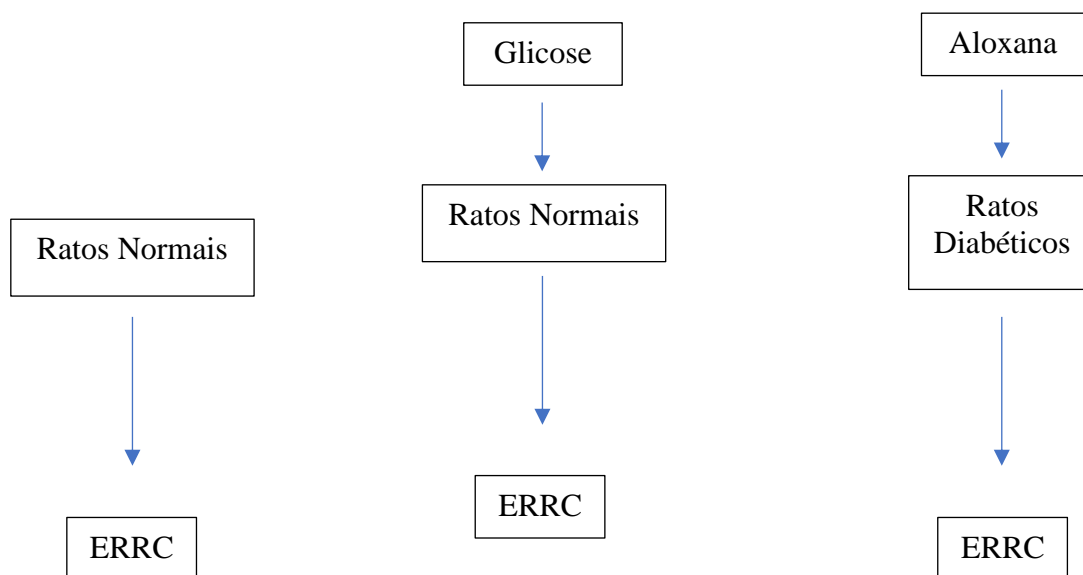 Glicose
Aloxana
Ratos Normais
Ratos Normais
Ratos
Diabéticos
ERRC
ERRC
ERRC